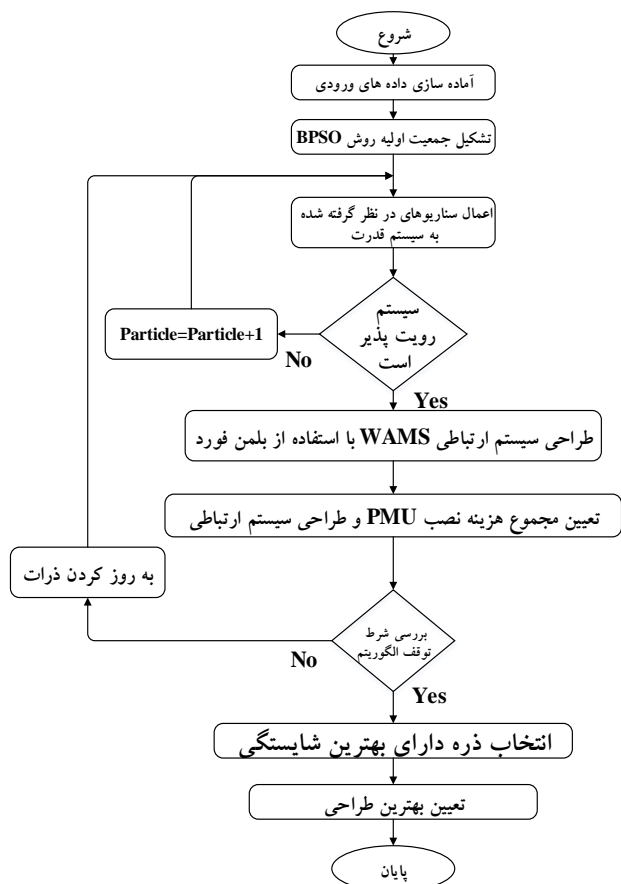 شروع
آماده سازی داده های ورودی
تشکیل جمعیت اولیه روش BPSO
اعمال سناریوهای در نظر گرفته شده
به سیستم قدرت
سیستم
رویت پذیر
است
Particle=Particle+1
No
Yes
طراحی سیستم ارتباطی WAMS با استفاده از بلمن فورد
تعیین مجموع هزینه نصب PMU و طراحی سیستم ارتباطی
به روز کردن ذرات
بررسی شرط
توقف الگوریتم
No
Yes
انتخاب ذره دارای بهترین شایستگی
تعیین بهترین طراحی
پایان